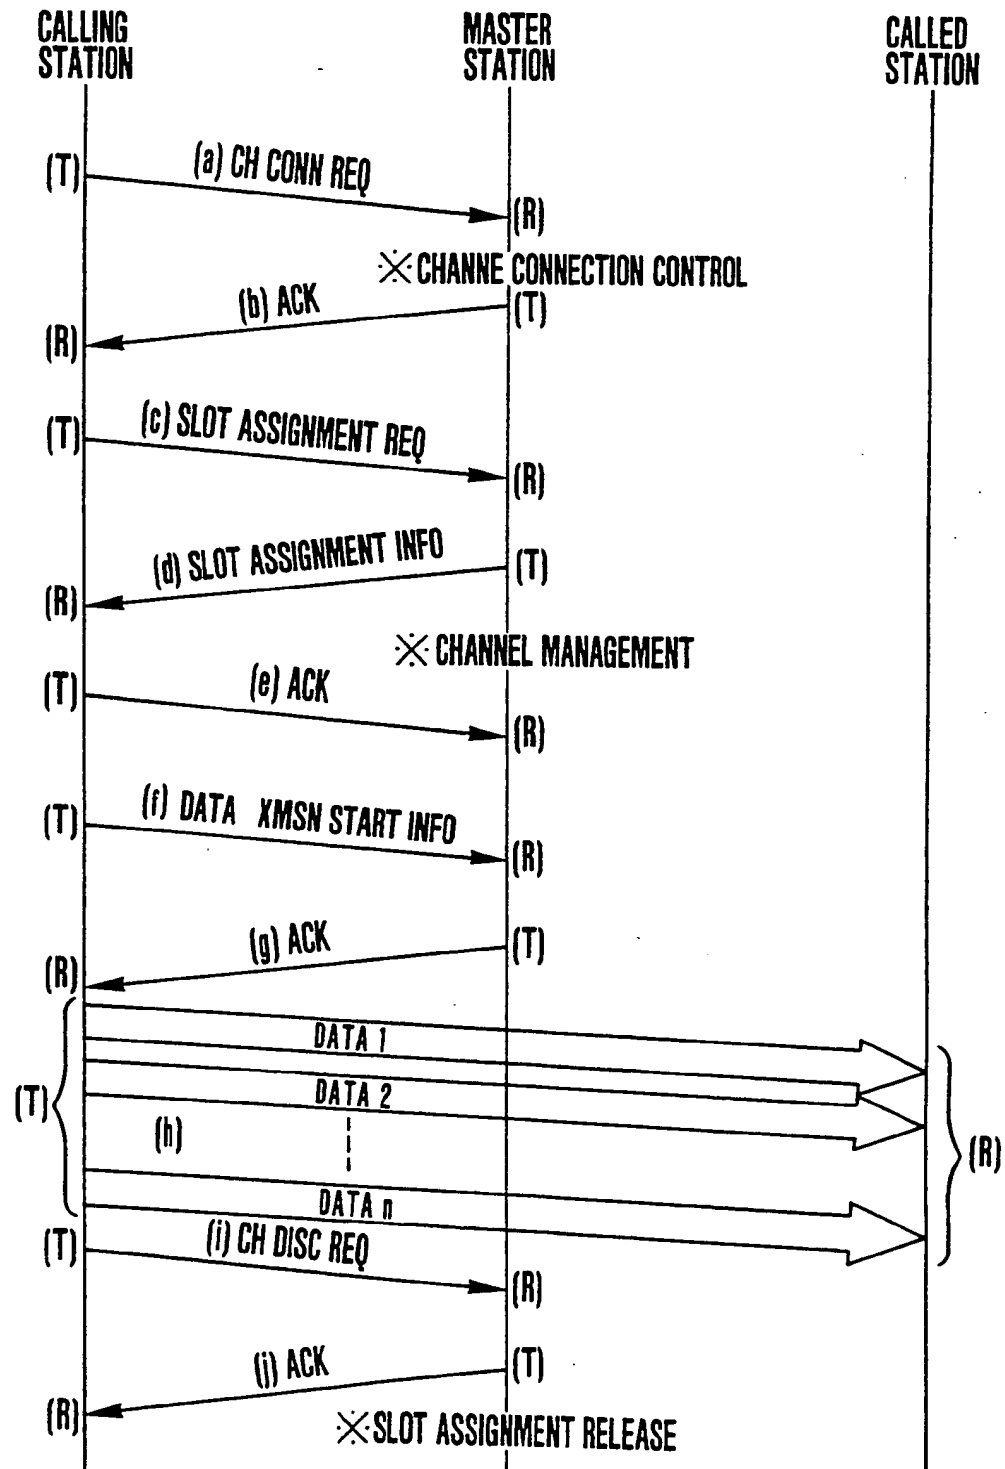 CALLING
STATION
MASTER
STATION
CALLED
STATION
(T)
(a) CH CONN REQ
(R)
※ CHANNE CONNECTION CONTROL
(b) ACK
(T)
(R)
(T)
(c) SLOT ASSIGNMENT REQ
(R)
(d) SLOT ASSIGNMENT INFO
(T)
(R)
※ CHANNEL MANAGEMENT
(T)
(e) ACK
(R)
(T)
(f) DATA XMSN START INFO
(R)
(g) ACK
(T)
(R)
DATA 1
(T)
DATA 2
(h)
(R)
DATA n
(T)
(i) CH DISC REQ
(R)
(j) ACK
(T)
(R)
※ SLOT ASSIGNMENT RELEASE